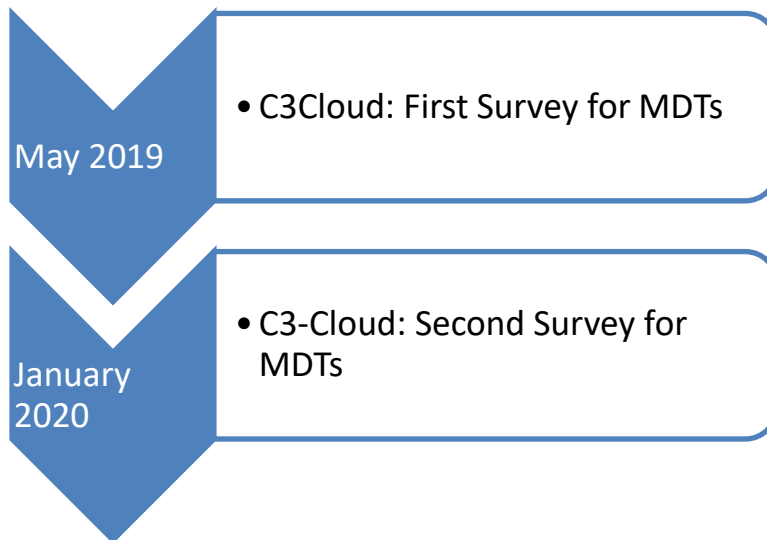 May 2019
• C3Cloud: First Survey for MDTs
January
2020
• C3-Cloud: Second Survey for
MDTs